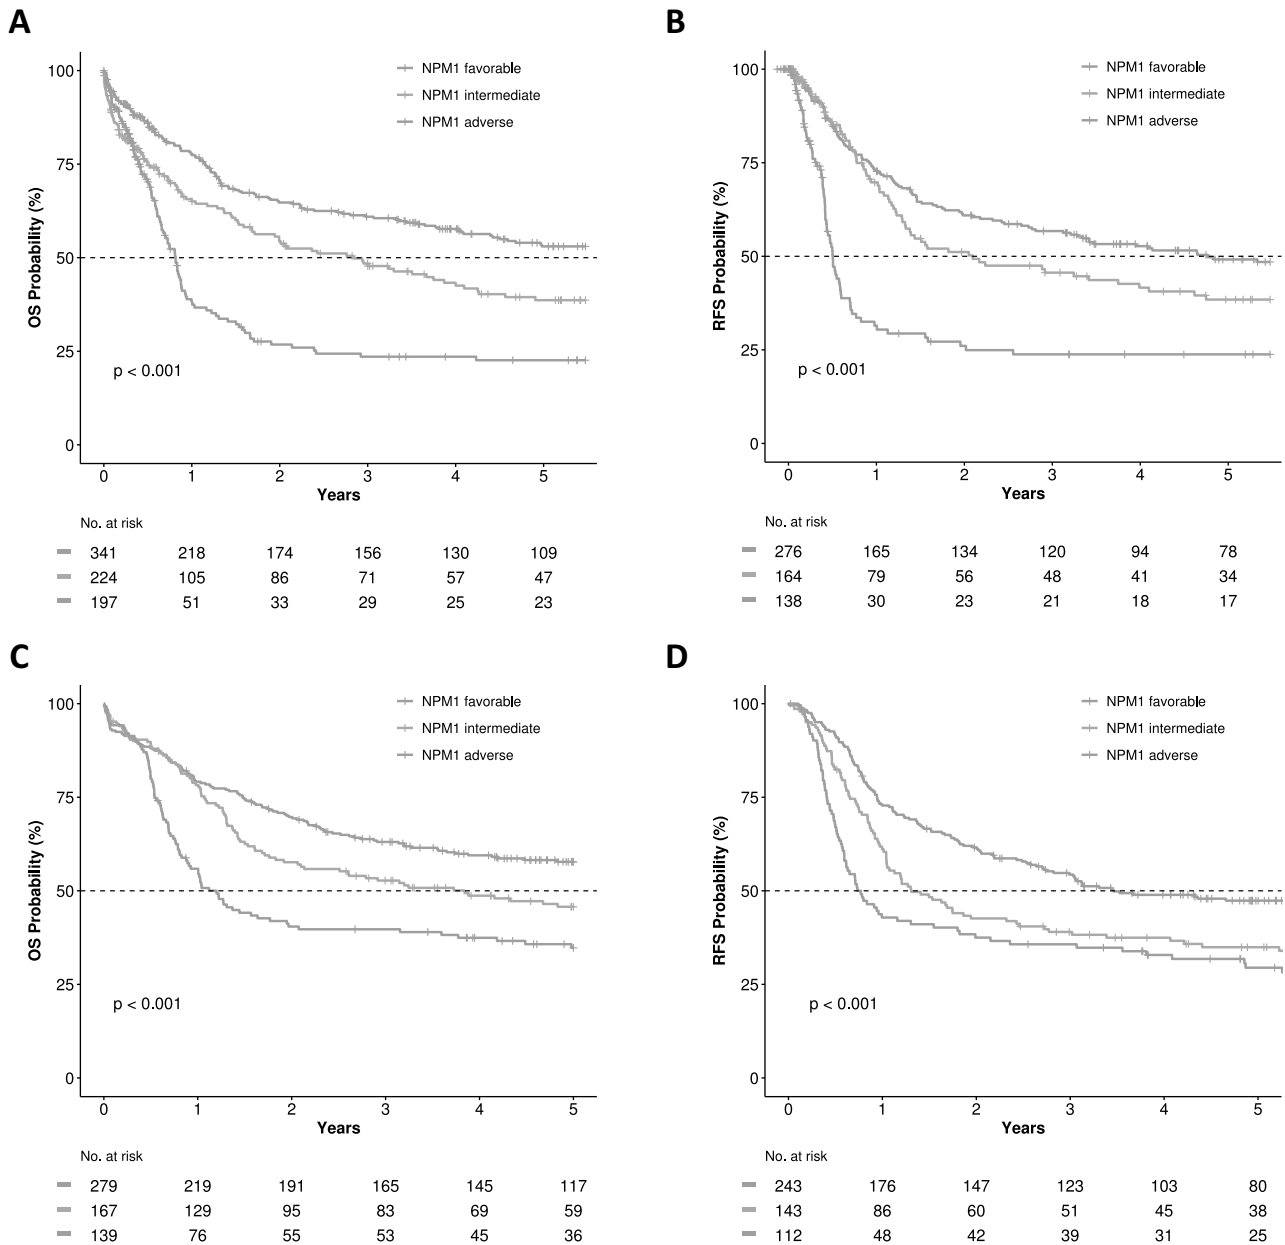 A
OS Probability (%)
100
75
50
25
0
NPM1 favorable
NPM1 intermediate
NPM1 adverse
p < 0.001
0 1 2 3 4 5
Years
No. at risk
341 218 174 156 130 109
224 105 86 71 57 47
197 51 33 29 25 23
B
RFS Probability (%)
100
75
50
25
0
NPM1 favorable
NPM1 intermediate
NPM1 adverse
p < 0.001
0 1 2 3 4 5
Years
No. at risk
276 165 134 120 94 78
164 79 56 48 41 34
138 30 23 21 18 17
C
OS Probability (%)
100
75
50
25
0
NPM1 favorable
NPM1 intermediate
NPM1 adverse
p < 0.001
0 1 2 3 4 5
Years
No. at risk
279 219 191 165 145 117
167 129 95 83 69 59
139 76 55 53 45 36
D
RFS Probability (%)
100
75
50
25
0
NPM1 favorable
NPM1 intermediate
NPM1 adverse
p < 0.001
0 1 2 3 4 5
Years
No. at risk
243 176 147 123 103 80
143 86 60 51 45 38
112 48 42 39 31 25